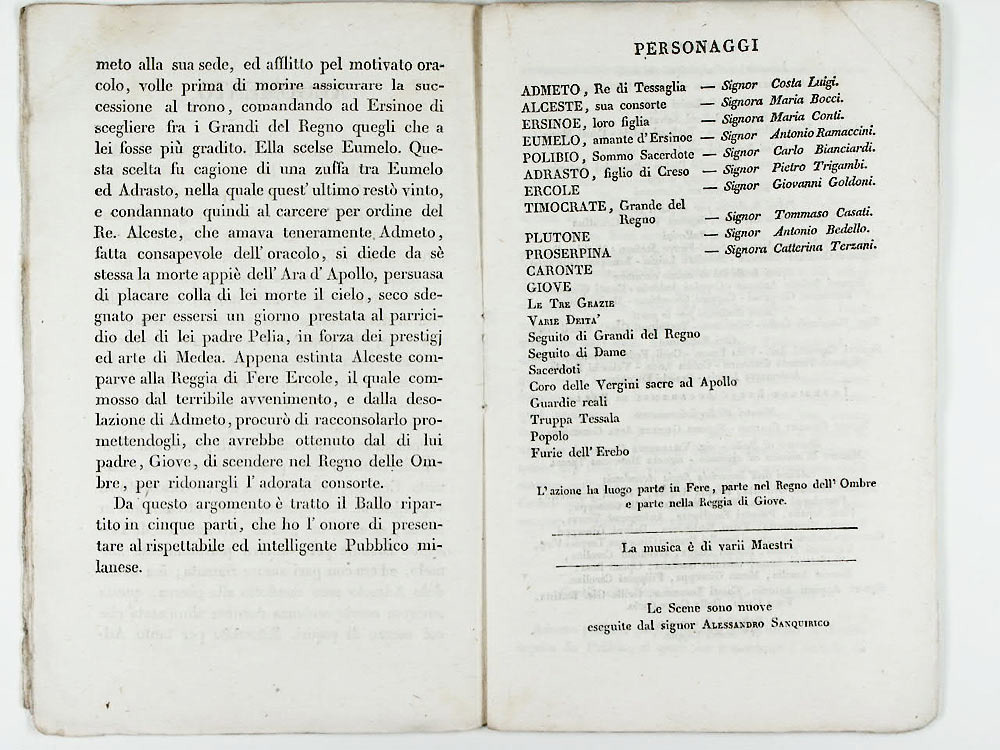 meto alla sua sede, ed afflitto pel motivato ora-
colo, volle prima di morire assicurare la suc-
cessione al trono, comandando ad Ersinoe di
scegliere fra i Grandi del Regno quegli che a
lei fosse più gradito. Ella scelse Eumelo. Que-
sta scelta fu cagione di una zuffa tra Eumelo
ed Adrasto, nella quale quest' ultimo restò vinto,
e condannato quindi al carcere per ordine del
Re. Alceste, che amava teneramente Admeto,
fatta consapevole dell' oracolo, si diede da sè
stessa la morte appiè dell' Ara d' Apollo, persuasa
di placare colla di lei morte il cielo, seco sde-
gnato per essersi un giorno prestata al parrici-
dio del di lei padre Pelia, in forza dei prestigj
ed arte di Medea. Appena estinta Alceste com-
parve alla Reggia di Fere Ercole, il quale com-
mosso dal terribile avvenimento, e dalla deso-
lazione di Admeto, procurò di racconsolarlo pro-
mettendogli, che avrebbe ottenuto dal di lui
padre, Giove, di scendere nel Regno delle Om-
bre, per ridonargli l' adorata consorte.
Da questo argomento è tratto il Ballo ripar-
tito in cinque parti, che ho l' onore di presen-
tare al rispettabile ed intelligente Pubblico mi-
lanese.
PERSONAGGI
ADMETO, Re di Tessaglia — Signor Costa Luigi.
ALCESTE, sua consorte — Signora Maria Bocci.
ERSINOE, loro figlia — Signora Maria Conti.
EUMELO, amante d'Ersinoe — Signor Antonio Ramaccini.
POLIBIO, Sommo Sacerdote — Signor Carlo Bianciardi.
ADRASTO, figlio di Creso — Signor Pietro Trigambi.
ERCOLE — Signor Giovanni Goldoni.
TIMOCRATE, Grande del
Regno — Signor Tommaso Casati.
PLUTONE — Signor Antonio Bedello.
PROSERPINA — Signora Catterina Terzani.
CARONTE
GIOVE
LE TRE GRAZIE
VARIE DEITA'
Seguito di Grandi del Regno
Seguito di Dame
Sacerdoti
Coro delle Vergini sacre ad Apollo
Guardie reali
Truppa Tessala
Popolo
Furie dell' Erebo
L' azione ha luogo parte in Fere, parte nel Regno dell' Ombre
e parte nella Reggia di Giove.
La musica è di varii Maestri
Le Scene sono nuove
eseguite dal signor ALESSANDRO SANQUIRICO